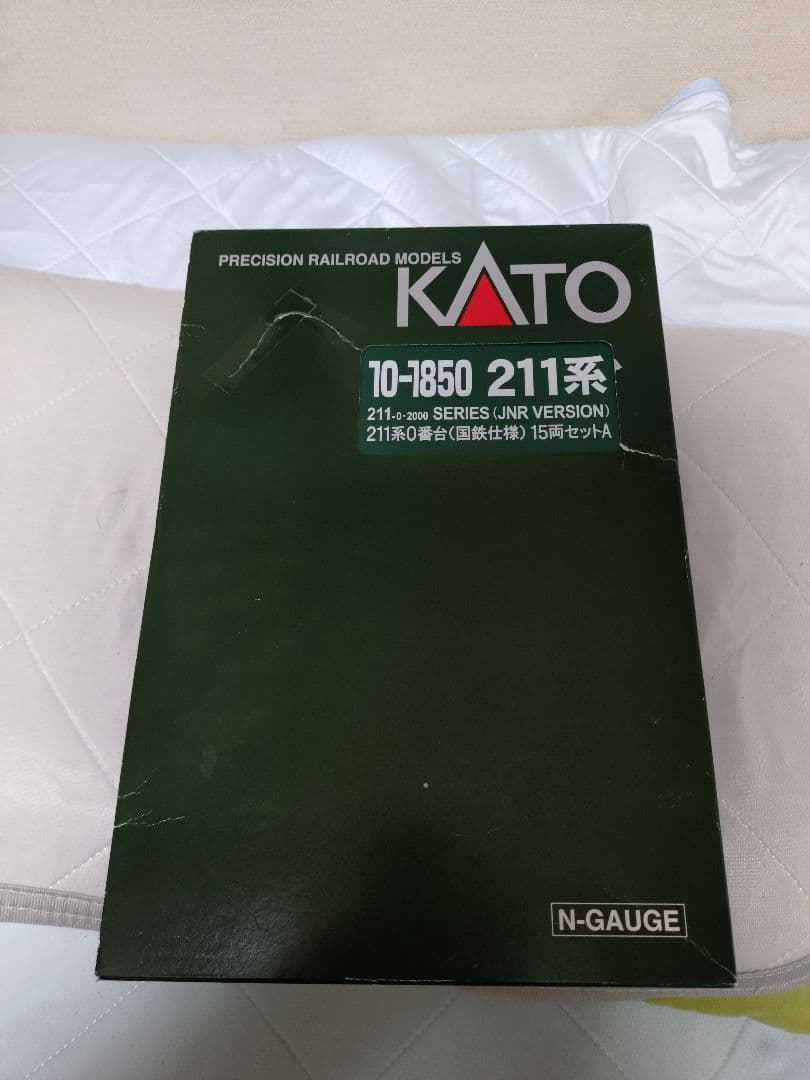 PRECISION RAILROAD MODELS
KATO
10-1850 211系
211-0・2000 SERIES (JNR VERSION)
211系0番台(国鉄仕様) 15両セットA
N-GAUGE